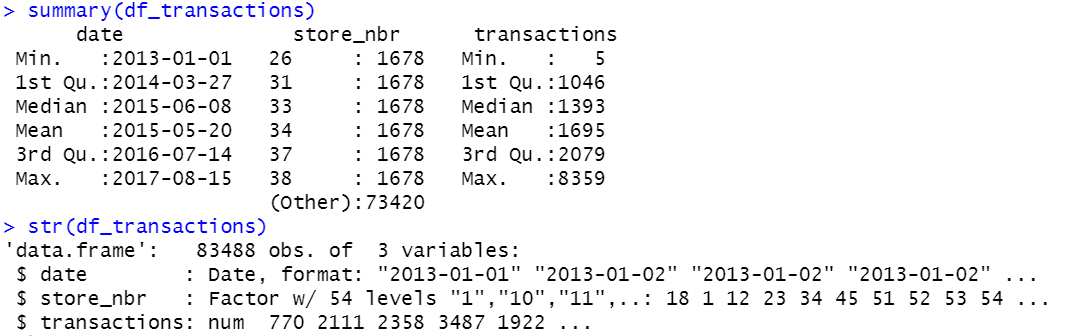 > summary(df_transactions)
      date              store_nbr      transactions
 Min.   :2013-01-01   26     : 1678   Min.   :   5
 1st Qu.:2014-03-27   31     : 1678   1st Qu.:1046
 Median :2015-06-08   33     : 1678   Median :1393
 Mean   :2015-05-20   34     : 1678   Mean   :1695
 3rd Qu.:2016-07-14   37     : 1678   3rd Qu.:2079
 Max.   :2017-08-15   38     : 1678   Max.   :8359
                      (Other):73420
> str(df_transactions)
'data.frame':   83488 obs. of  3 variables:
 $ date        : Date, format: "2013-01-01" "2013-01-02" "2013-01-02" "2013-01-02" ...
 $ store_nbr   : Factor w/ 54 levels "1","10","11",..: 18 1 12 23 34 45 51 52 53 54 ...
 $ transactions: num  770 2111 2358 3487 1922 ...